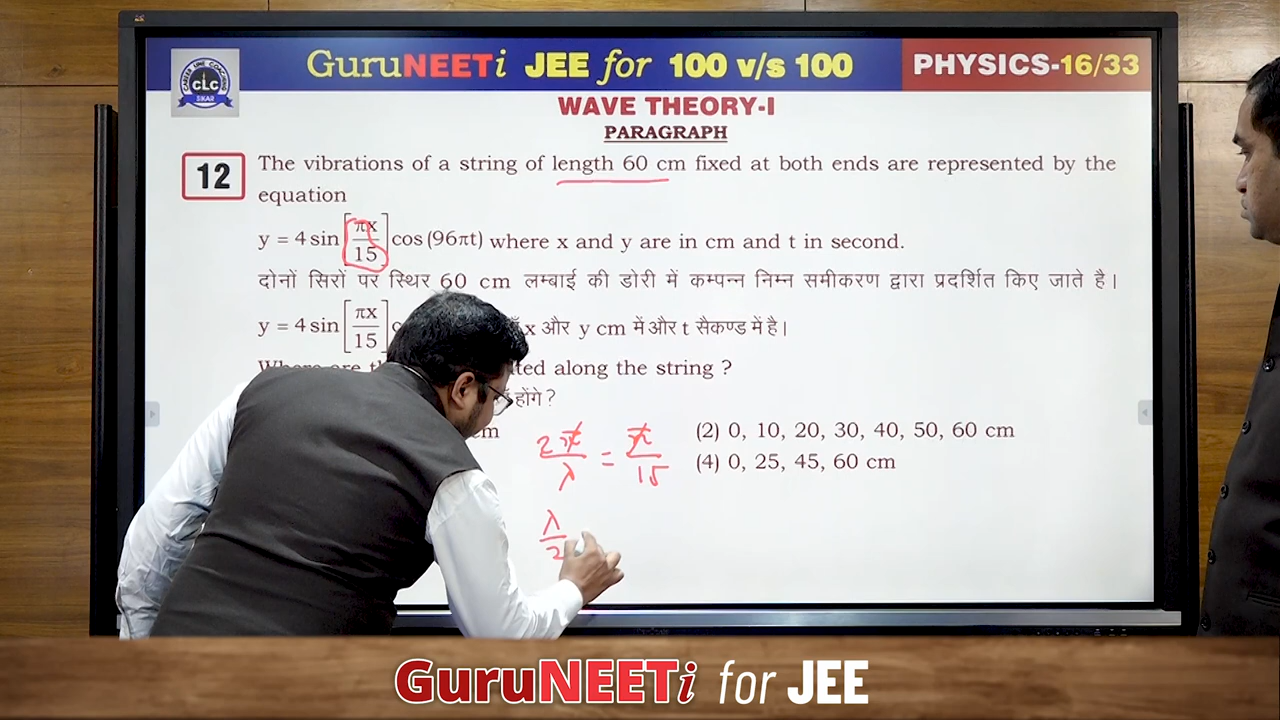 GuruNEETi JEE for 100 v/s 100
PHYSICS-16/33
CLC
SIKAR
WAVE THEORY-I
PARAGRAPH
12
The vibrations of a string of length 60 cm fixed at both ends are represented by the
equation
y = 4 sin [πx/15] cos (96πt) where x and y are in cm and t in second.
दोनों सिरों पर स्थिर 60 cm लम्बाई की डोरी में कम्पन्न निम्न समीकरण द्वारा प्रदर्शित किए जाते है।
y = 4 sin [πx/15] x और y cm में और t सैकण्ड में है।
Where are along the string ?
होंगे ?
cm
(2) 0, 10, 20, 30, 40, 50, 60 cm
(4) 0, 25, 45, 60 cm
2π/λ = π/15
λ/2
GuruNEETi for JEE